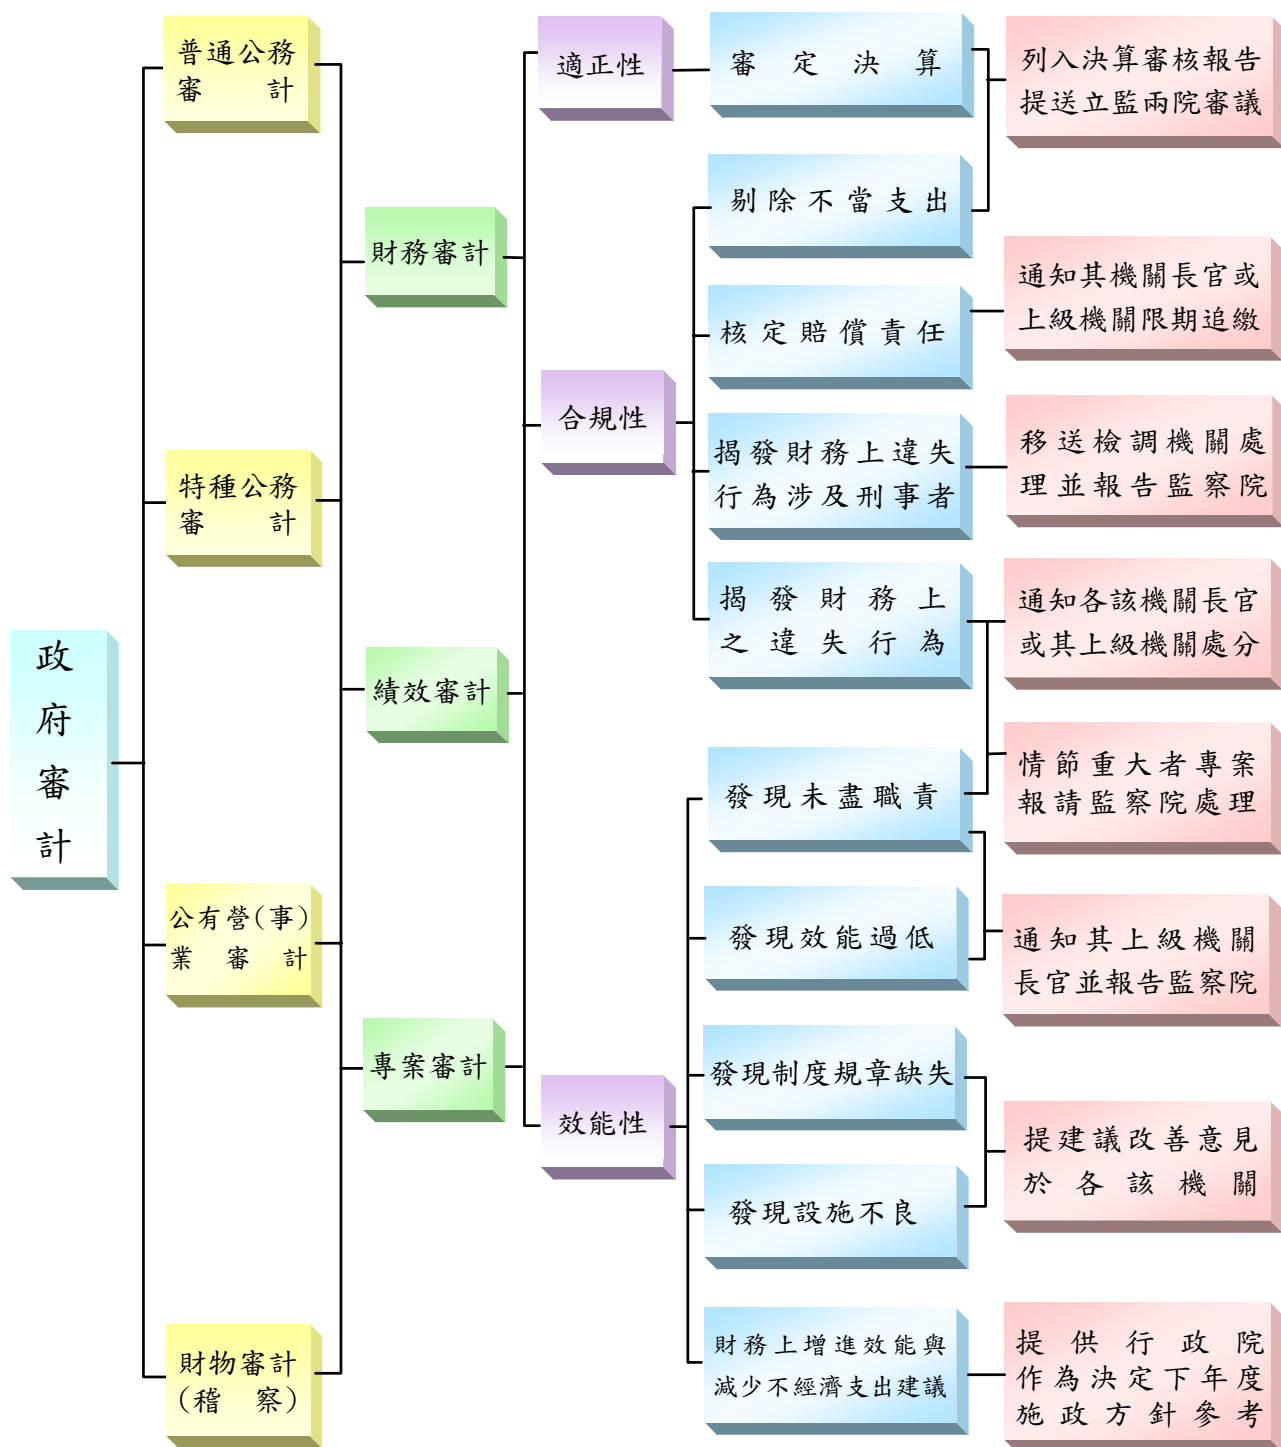 政府審計
普通公務
審計
特種公務
審計
公有營(事)
業審計
財物審計
(稽察)
財務審計
績效審計
專案審計
適正性
合規性
效能性
審定決算
剔除不當支出
核定賠償責任
揭發財務上違失
行為涉及刑事者
揭發財務上
之違失行為
發現未盡職責
發現效能過低
發現制度規章缺失
發現設施不良
財務上增進效能與
減少不經濟支出建議
列入決算審核報告
提送立監兩院審議
通知其機關長官或
上級機關限期追繳
移送檢調機關處
理並報告監察院
通知各該機關長官
或其上級機關處分
情節重大者專案
報請監察院處理
通知其上級機關
長官並報告監察院
提建議改善意見
於各該機關
提供行政院
作為決定下年度
施政方針參考